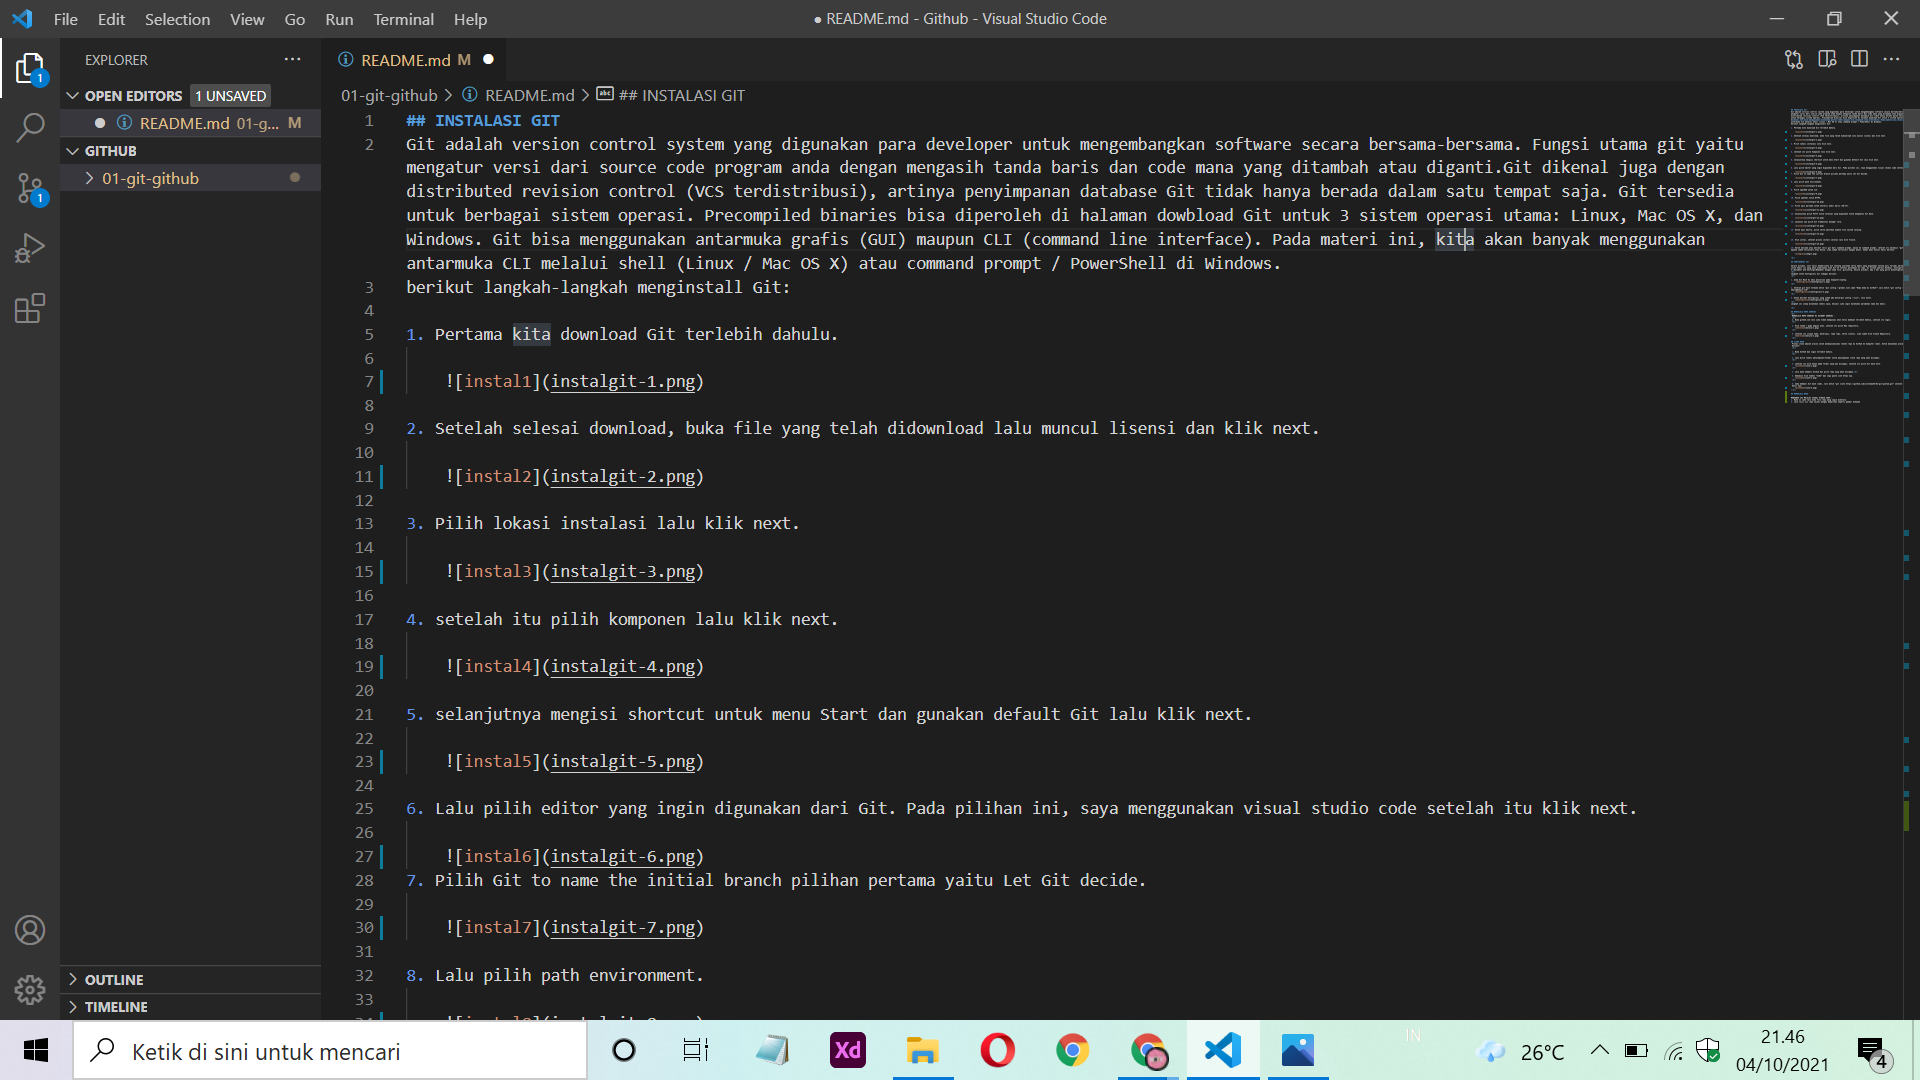 File Edit Selection View Go Run Terminal Help
● README.md - Github - Visual Studio Code
EXPLORER
README.md M
OPEN EDITORS 1 UNSAVED
README.md 01-g... M
GITHUB
01-git-github
OUTLINE
TIMELINE
1
1
01-git-github > README.md > ## INSTALASI GIT
1 ## INSTALASI GIT
2 Git adalah version control system yang digunakan para developer untuk mengembangkan software secara bersama-bersama. Fungsi utama git yaitu
mengatur versi dari source code program anda dengan mengasih tanda baris dan code mana yang ditambah atau diganti.Git dikenal juga dengan
distributed revision control (VCS terdistribusi), artinya penyimpanan database Git tidak hanya berada dalam satu tempat saja. Git tersedia
untuk berbagai sistem operasi. Precompiled binaries bisa diperoleh di halaman dowbload Git untuk 3 sistem operasi utama: Linux, Mac OS X, dan
Windows. Git bisa menggunakan antarmuka grafis (GUI) maupun CLI (command line interface). Pada materi ini, kita akan banyak menggunakan
antarmuka CLI melalui shell (Linux / Mac OS X) atau command prompt / PowerShell di Windows.
3 berikut langkah-langkah menginstall Git:
4
5 1. Pertama kita download Git terlebih dahulu.
6
7 ![instal1](instalgit-1.png)
8
9 2. Setelah selesai download, buka file yang telah didownload lalu muncul lisensi dan klik next.
10
11 ![instal2](instalgit-2.png)
12
13 3. Pilih lokasi instalasi lalu klik next.
14
15 ![instal3](instalgit-3.png)
16
17 4. setelah itu pilih komponen lalu klik next.
18
19 ![instal4](instalgit-4.png)
20
21 5. selanjutnya mengisi shortcut untuk menu Start dan gunakan default Git lalu klik next.
22
23 ![instal5](instalgit-5.png)
24
25 6. Lalu pilih editor yang ingin digunakan dari Git. Pada pilihan ini, saya menggunakan visual studio code setelah itu klik next.
26
27 ![instal6](instalgit-6.png)
28 7. Pilih Git to name the initial branch pilihan pertama yaitu Let Git decide.
29
30 ![instal7](instalgit-7.png)
31
32 8. Lalu pilih path environment.
33
Ketik di sini untuk mencari
Xd
IN
26°C
21.46
04/10/2021
4